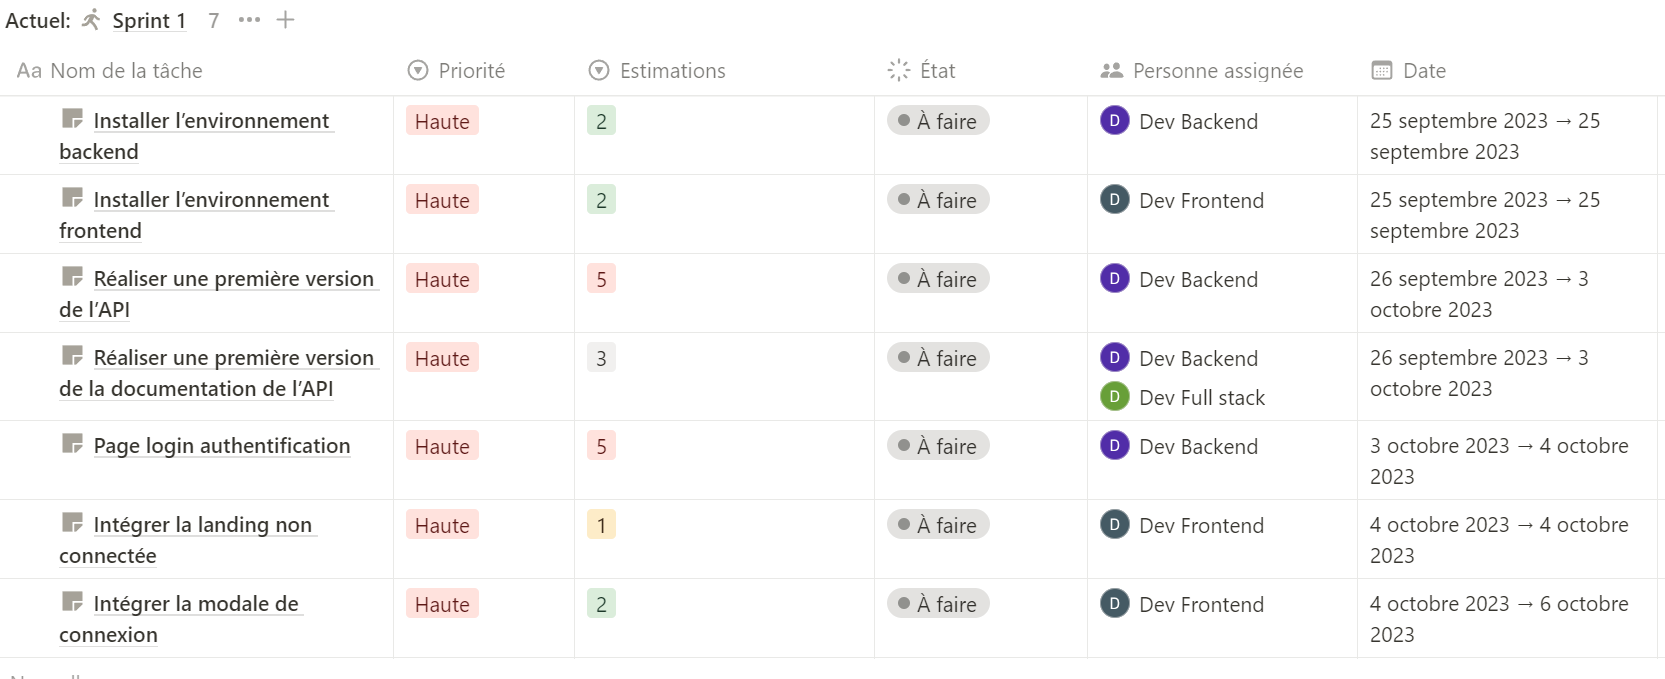 Actuel: Sprint 1 7 ••• +
Aa Nom de la tâche Priorité Estimations État Personne assignée Date
Installer l’environnement Haute 2 À faire D Dev Backend 25 septembre 2023 → 25
backend septembre 2023
Installer l’environnement Haute 2 À faire D Dev Frontend 25 septembre 2023 → 25
frontend septembre 2023
Réaliser une première version Haute 5 À faire D Dev Backend 26 septembre 2023 → 3
de l’API octobre 2023
Réaliser une première version Haute 3 À faire D Dev Backend 26 septembre 2023 → 3
de la documentation de l’API D Dev Full stack octobre 2023
Page login authentification Haute 5 À faire D Dev Backend 3 octobre 2023 → 4 octobre
2023
Intégrer la landing non Haute 1 À faire D Dev Frontend 4 octobre 2023 → 4 octobre
connectée 2023
Intégrer la modale de Haute 2 À faire D Dev Frontend 4 octobre 2023 → 6 octobre
connexion 2023